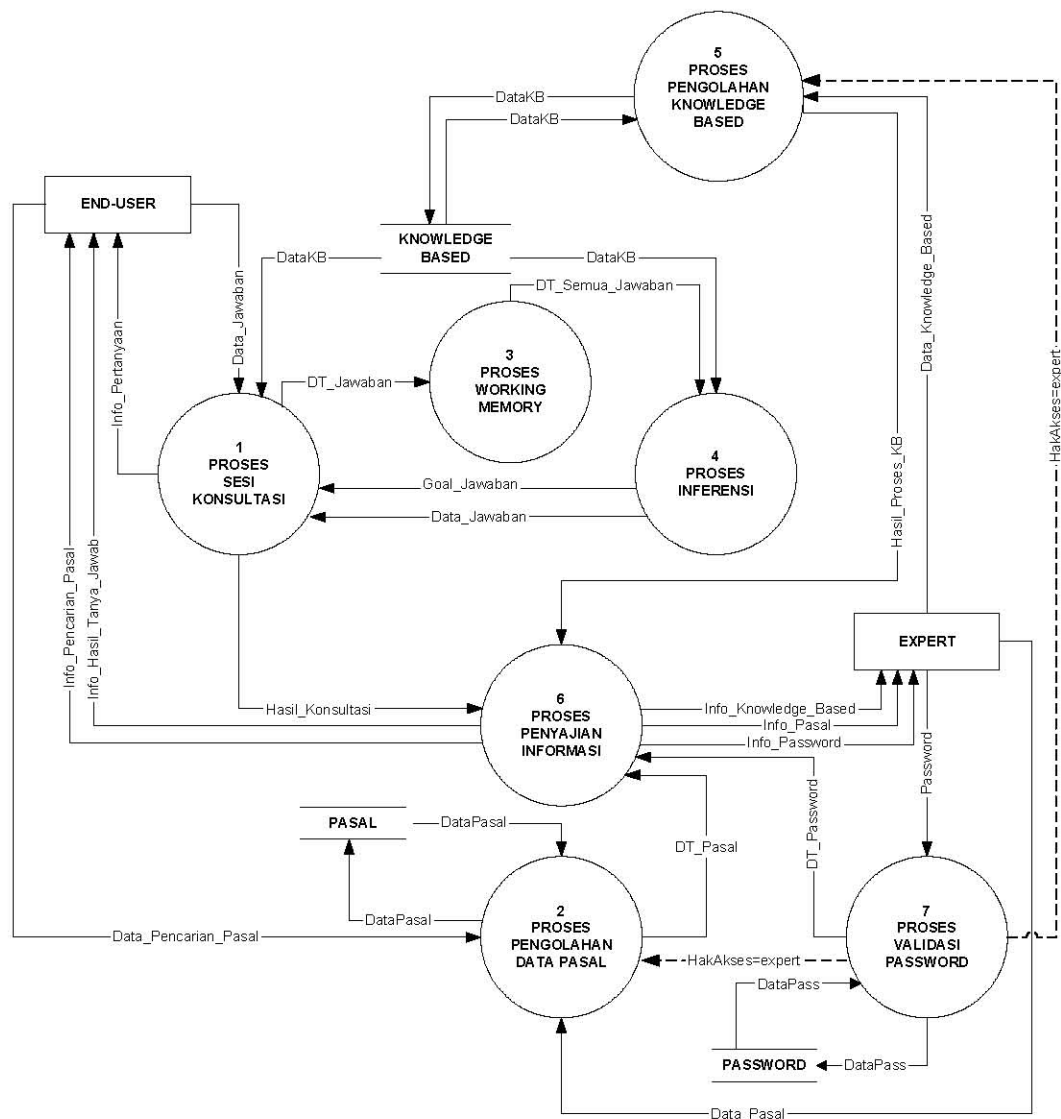 5
PROSES
PENGOLAHAN
KNOWLEDGE
BASED
DataKB
DataKB
END-USER
KNOWLEDGE
BASED
DataKB
DataKB
DT_Semua_Jawaban
Data_Jawaban
Info_Pertanyaan
Data_Knowledge_Based
HakAkses=expert
3
PROSES
WORKING
MEMORY
DT_Jawaban
1
PROSES
SESI
KONSULTASI
4
PROSES
INFERENSI
Goal_Jawaban
Data_Jawaban
Hasil_Proses_KB
Info_Pencarian_Pasal
Info_Hasil_Tanya_Jawab
EXPERT
6
PROSES
PENYAJIAN
INFORMASI
Hasil_Konsultasi
Info_Knowledge_Based
Info_Pasal
Info_Password
Password
PASAL
DataPasal
DT_Pasal
DT_Password
DataPasal
2
PROSES
PENGOLAHAN
DATA PASAL
7
PROSES
VALIDASI
PASSWORD
Data_Pencarian_Pasal
HakAkses=expert
DataPass
PASSWORD
DataPass
Data_Pasal